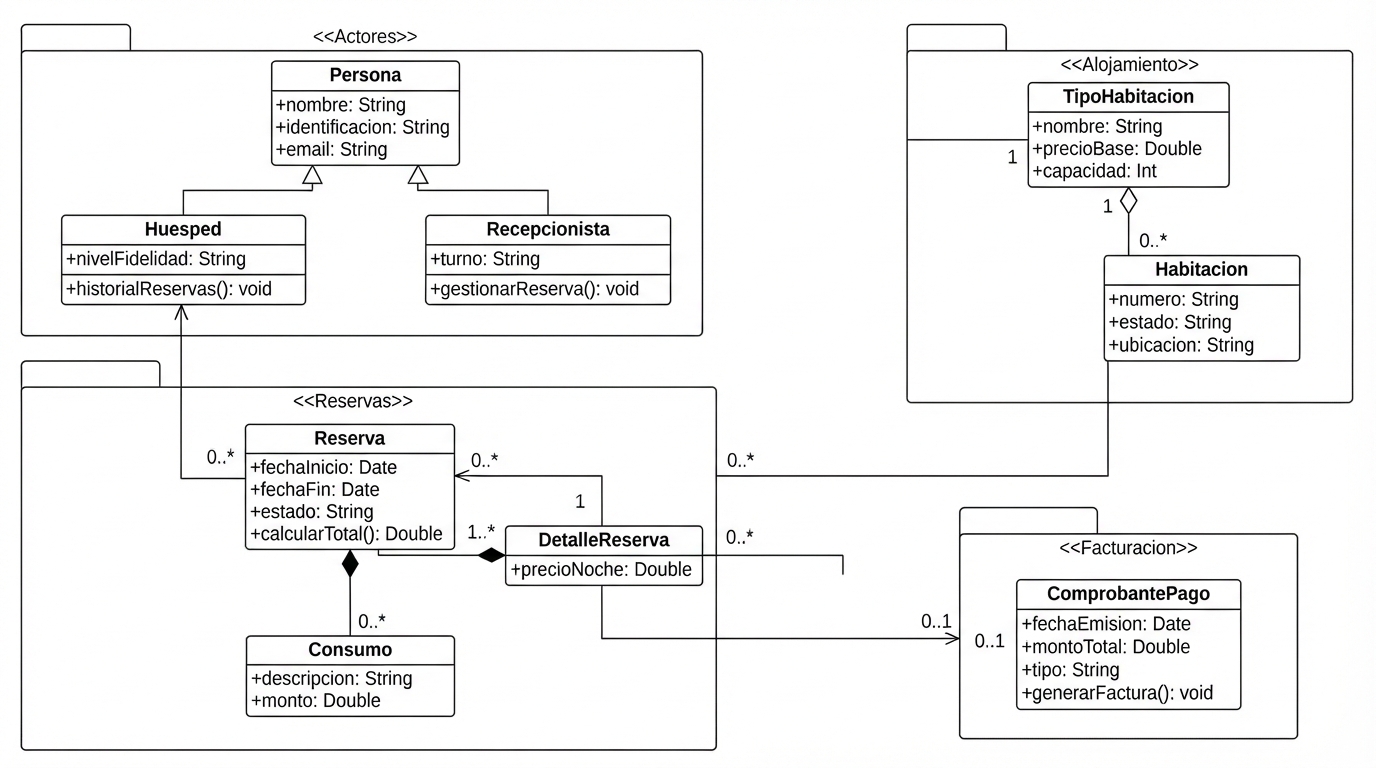 <<Actores>>
Persona
+nombre: String
+identificacion: String
+email: String
Huesped
+nivelFidelidad: String
+historialReservas(): void
Recepcionista
+turno: String
+gestionarReserva(): void
<<Alojamiento>>
TipoHabitacion
+nombre: String
+precioBase: Double
+capacidad: Int
1
1
0..*
Habitacion
+numero: String
+estado: String
+ubicacion: String
<<Reservas>>
Reserva
+fechaInicio: Date
+fechaFin: Date
+estado: String
+calcularTotal(): Double
0..*
0..*
1
1..*
DetalleReserva
+precioNoche: Double
0..*
0..*
0..*
Consumo
+descripcion: String
+monto: Double
<<Facturacion>>
ComprobantePago
+fechaEmision: Date
+montoTotal: Double
+tipo: String
+generarFactura(): void
0..1
0..1